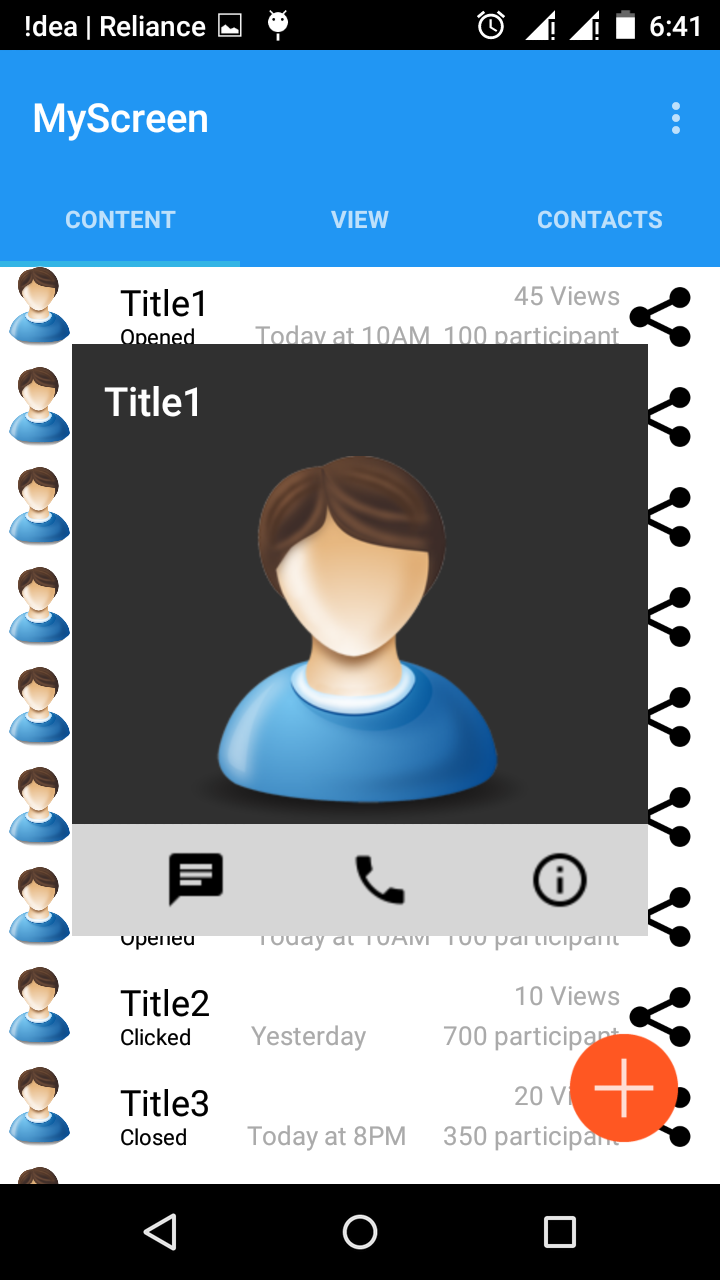 !dea | Reliance 6:41
MyScreen
CONTENT VIEW CONTACTS
Title1 45 Views
Opened Today at 10AM 100 participant
Title1
Opened Today at 10AM 100 participant
Title2 10 Views
Clicked Yesterday 700 participant
Title3 20 Vi
Closed Today at 8PM 350 participant